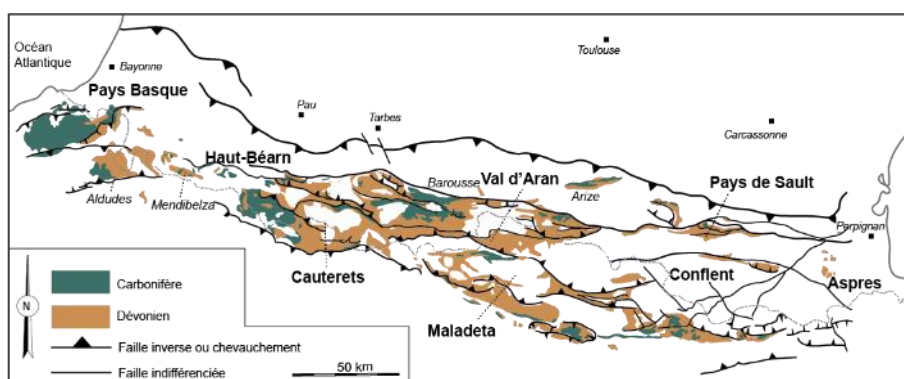 Océan
Atlantique
Bayonne
Pays Basque
Toulouse
Pau
Tarbes
Carcassonne
Haut-Béarn
Barousse
Val d'Aran
Arize
Pays de Sault
Aldudes
Mendibelza
Perpignan
Cauterets
Conflent
Aspres
Maladeta
N
Carbonifère
Dévonien
Faille inverse ou chevauchement
Faille indifférenciée
50 km